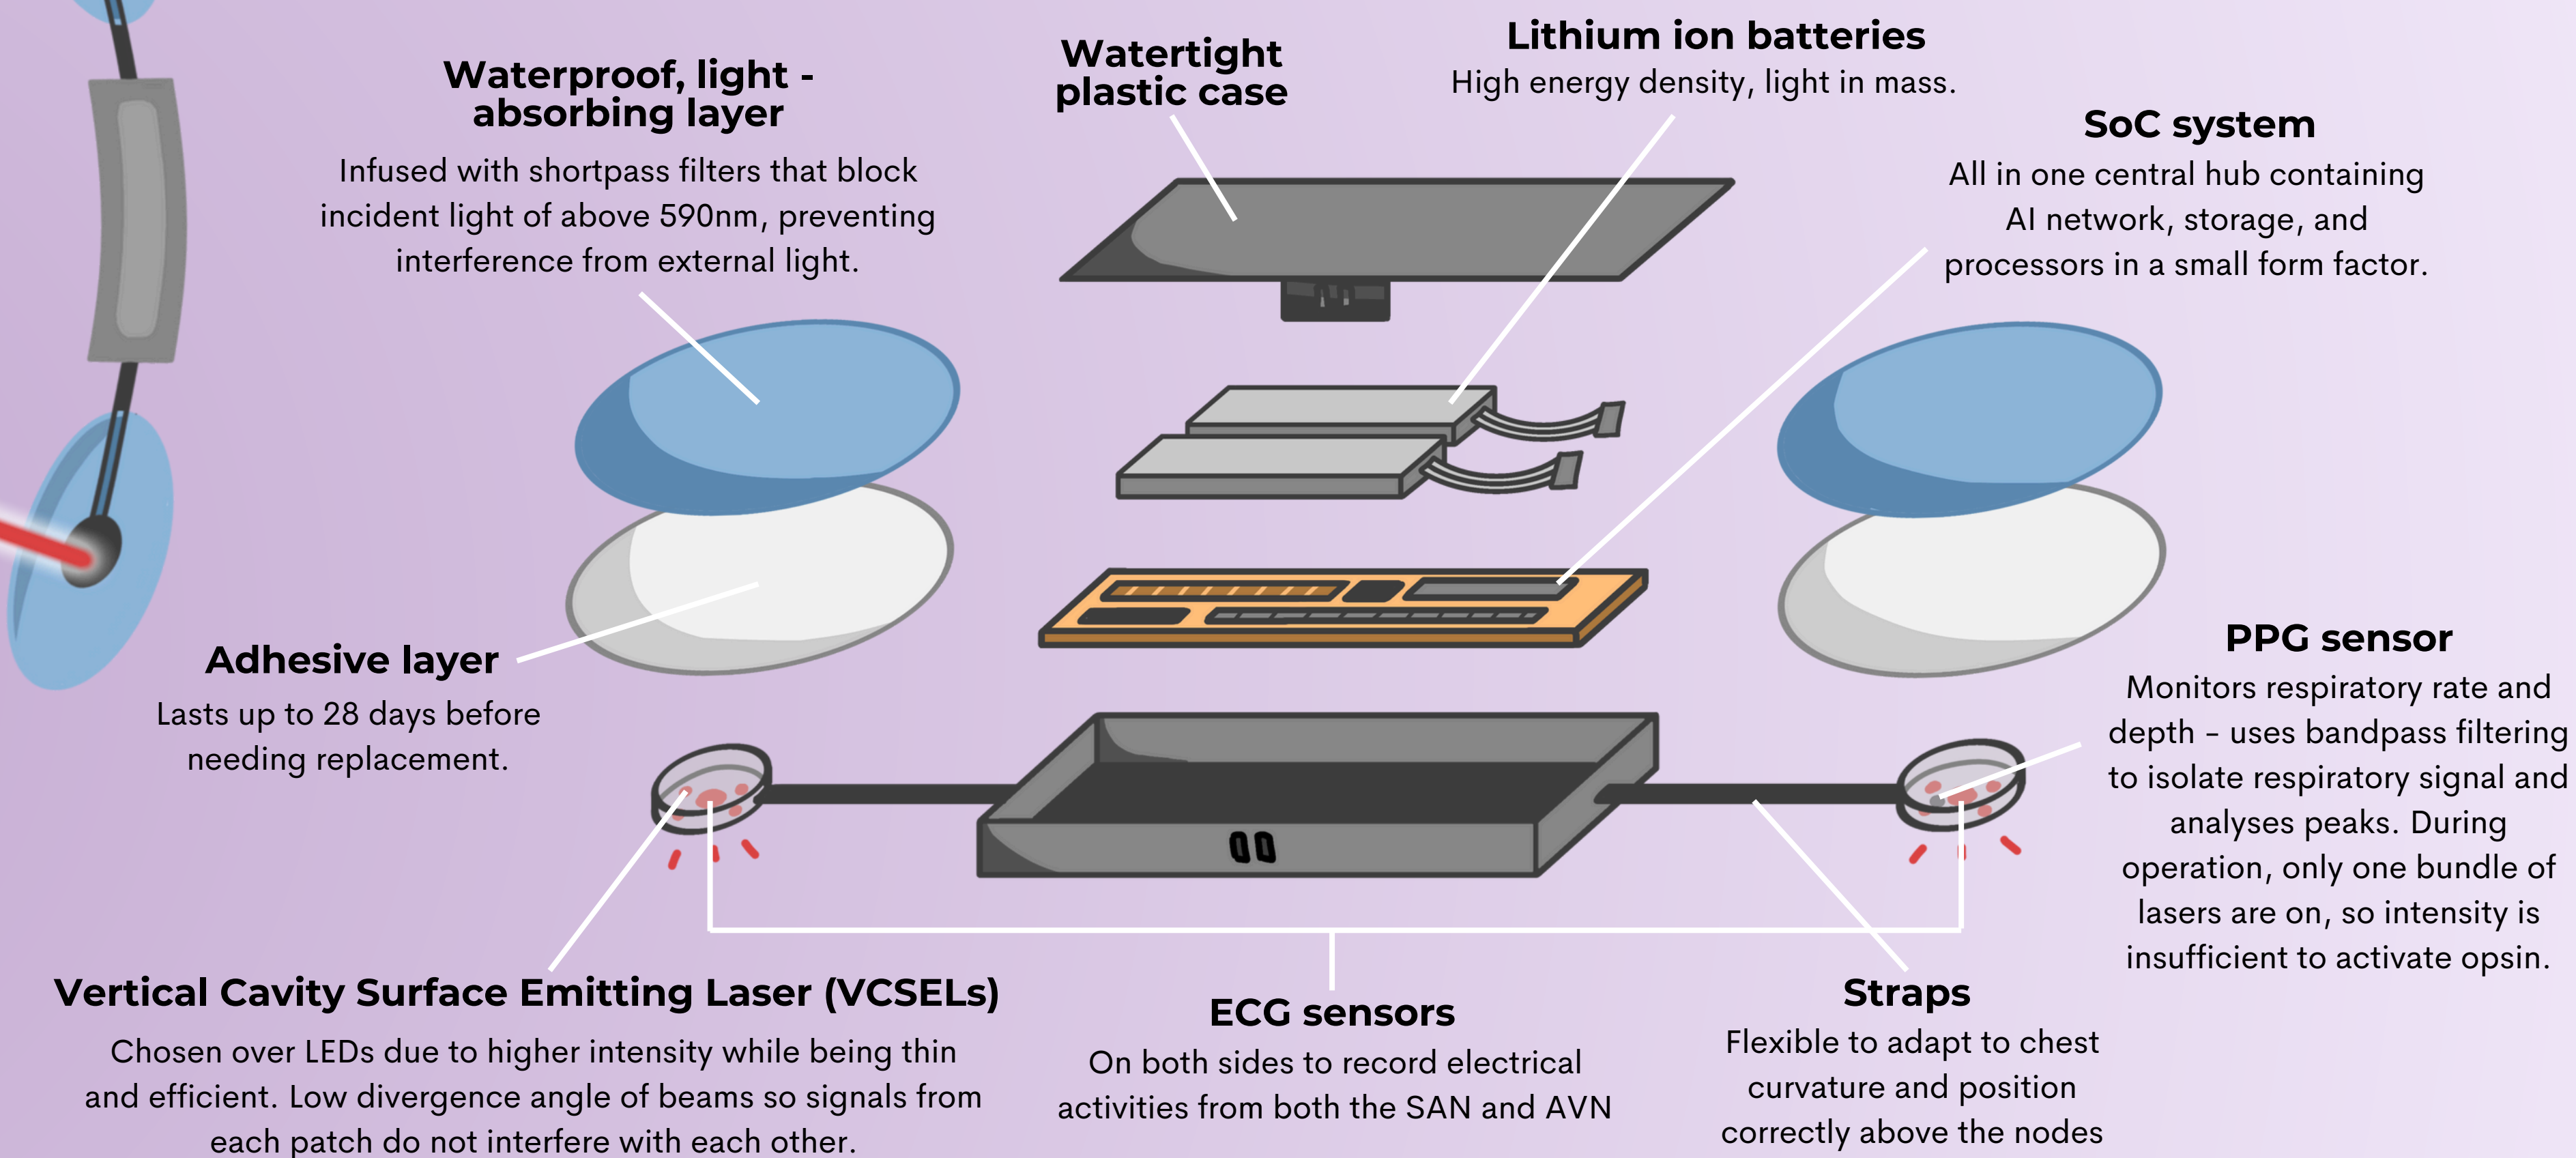 Waterproof, light -
absorbing layer
Infused with shortpass filters that block
incident light of above 590nm, preventing
interference from external light.
Watertight
plastic case
Lithium ion batteries
High energy density, light in mass.
SoC system
All in one central hub containing
AI network, storage, and
processors in a small form factor.
Adhesive layer
Lasts up to 28 days before
needing replacement.
PPG sensor
Monitors respiratory rate and
depth - uses bandpass filtering
to isolate respiratory signal and
analyses peaks. During
operation, only one bundle of
lasers are on, so intensity is
insufficient to activate opsin.
Vertical Cavity Surface Emitting Laser (VCSELs)
Chosen over LEDs due to higher intensity while being thin
and efficient. Low divergence angle of beams so signals from
each patch do not interfere with each other.
ECG sensors
On both sides to record electrical
activities from both the SAN and AVN
Straps
Flexible to adapt to chest
curvature and position
correctly above the nodes